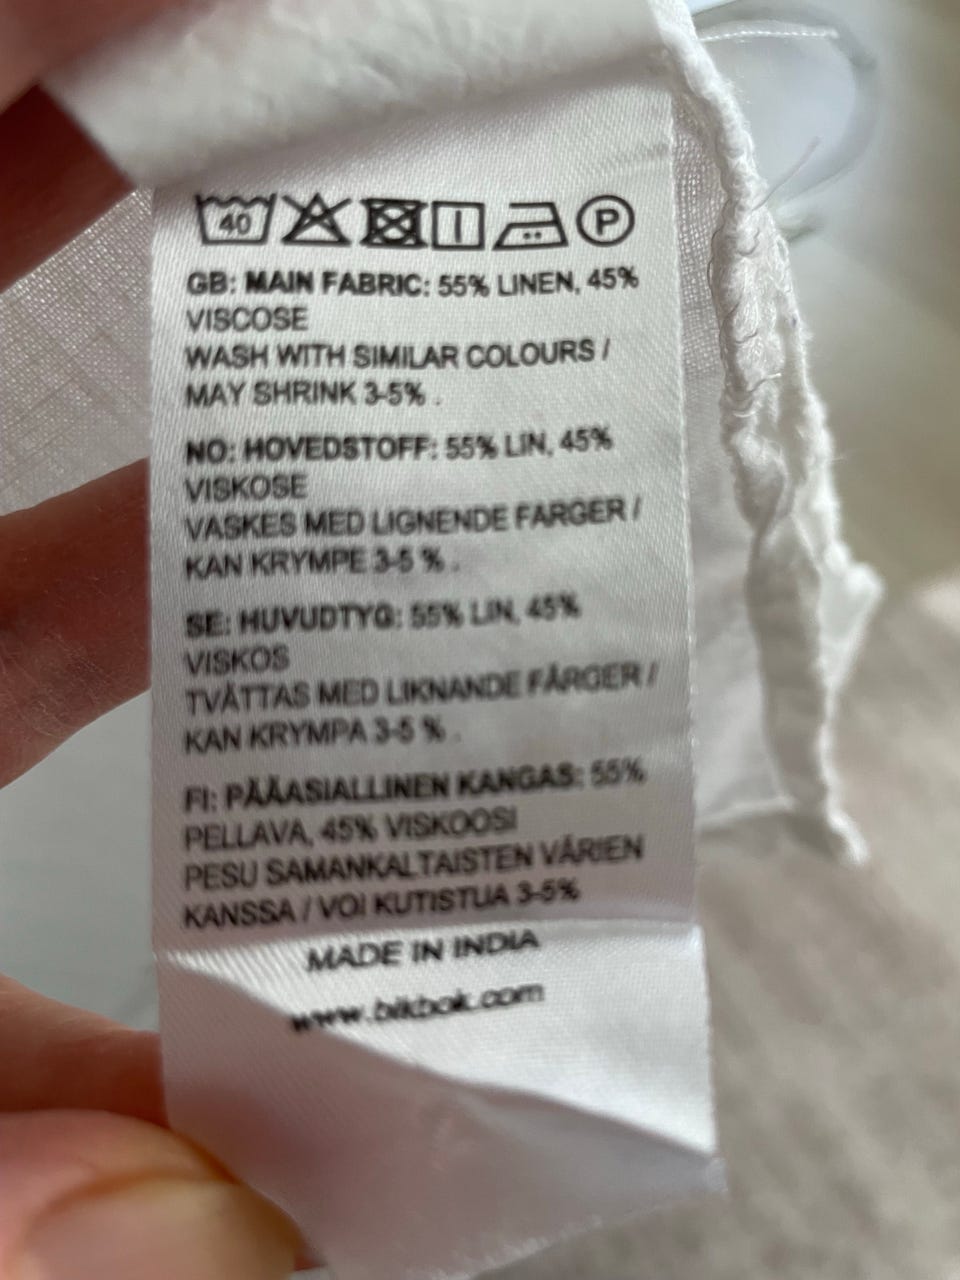 40 P
GB: MAIN FABRIC: 55% LINEN, 45%
VISCOSE
WASH WITH SIMILAR COLOURS /
MAY SHRINK 3-5% .
NO: HOVEDSTOFF: 55% LIN, 45%
VISKOSE
VASKES MED LIGNENDE FARGER /
KAN KRYMPE 3-5 % .
SE: HUVUDTYG: 55% LIN, 45%
VISKOS
TVÄTTAS MED LIKNANDE FÄRGER /
KAN KRYMPA 3-5 % .
FI: PÄÄASIALLINEN KANGAS: 55%
PELLAVA, 45% VISKOOSI
PESU SAMANKALTAISTEN VÄRIEN
KANSSA / VOI KUTISTUA 3-5%
MADE IN INDIA
www.bikbok.com